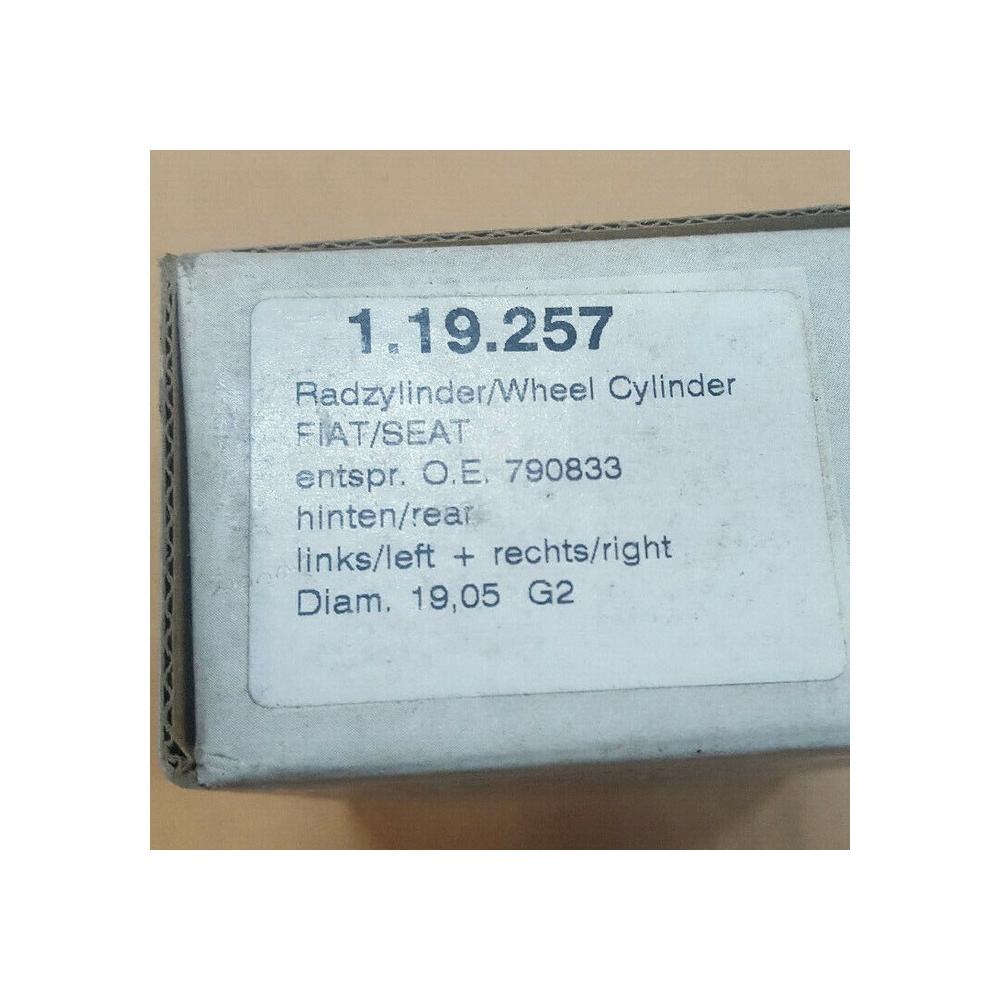 1.19.257
Radzylinder/Wheel Cylinder
FIAT/SEAT
entspr. O.E. 790833
hinten/rear
links/left + rechts/right
Diam. 19,05 G2